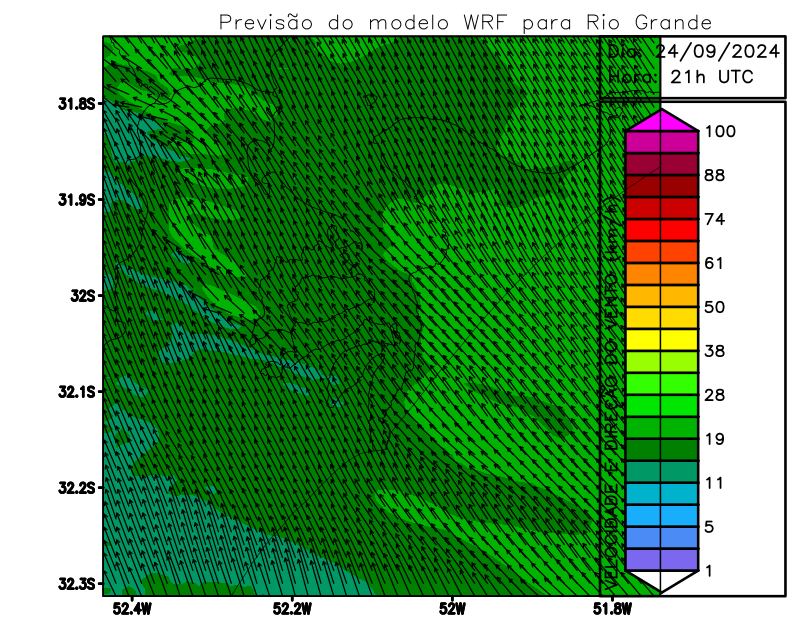 Previsão do modelo WRF para Rio Grande
Dia: 24/09/2024
Hora: 21h UTC
31.8S
31.9S
32S
32.1S
32.2S
32.3S
52.4W
52.2W
52W
51.8W
VELOCIDADE E DIREÇÃO DO VENTO (km/h)
100
88
74
61
50
38
28
19
11
5
1